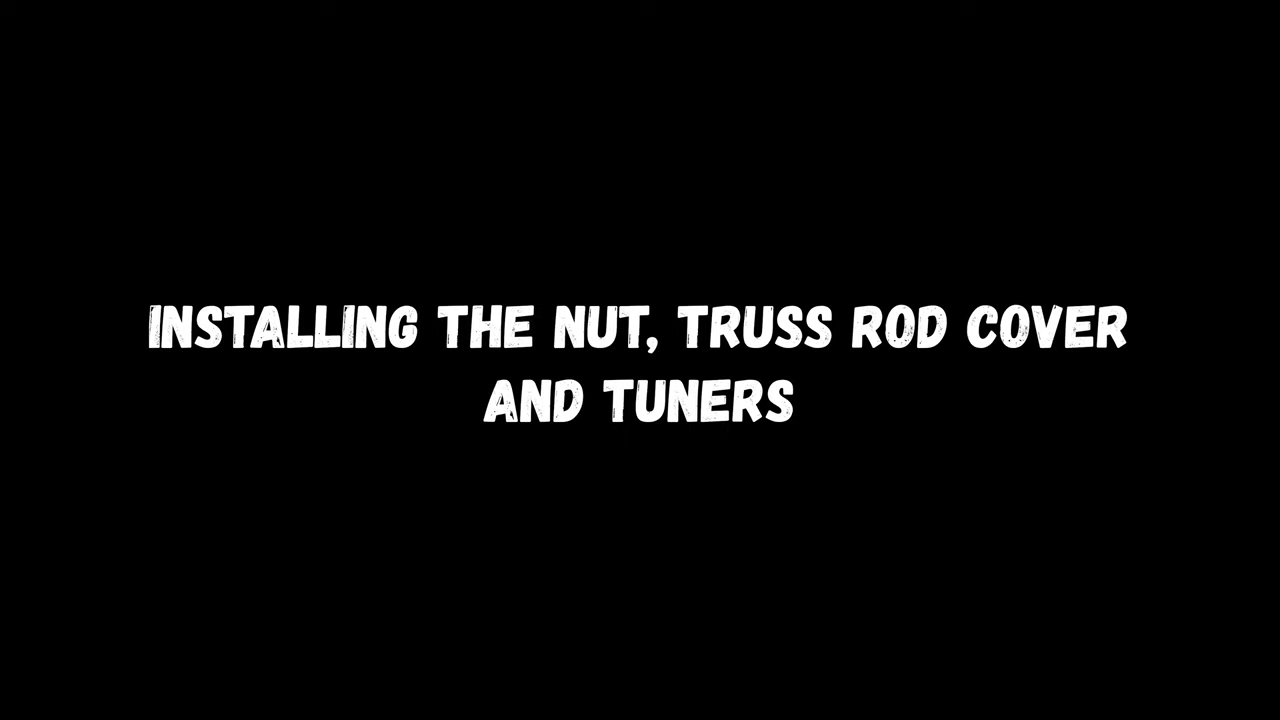 INSTALLING THE NUT, TRUSS ROD COVER
AND TUNERS